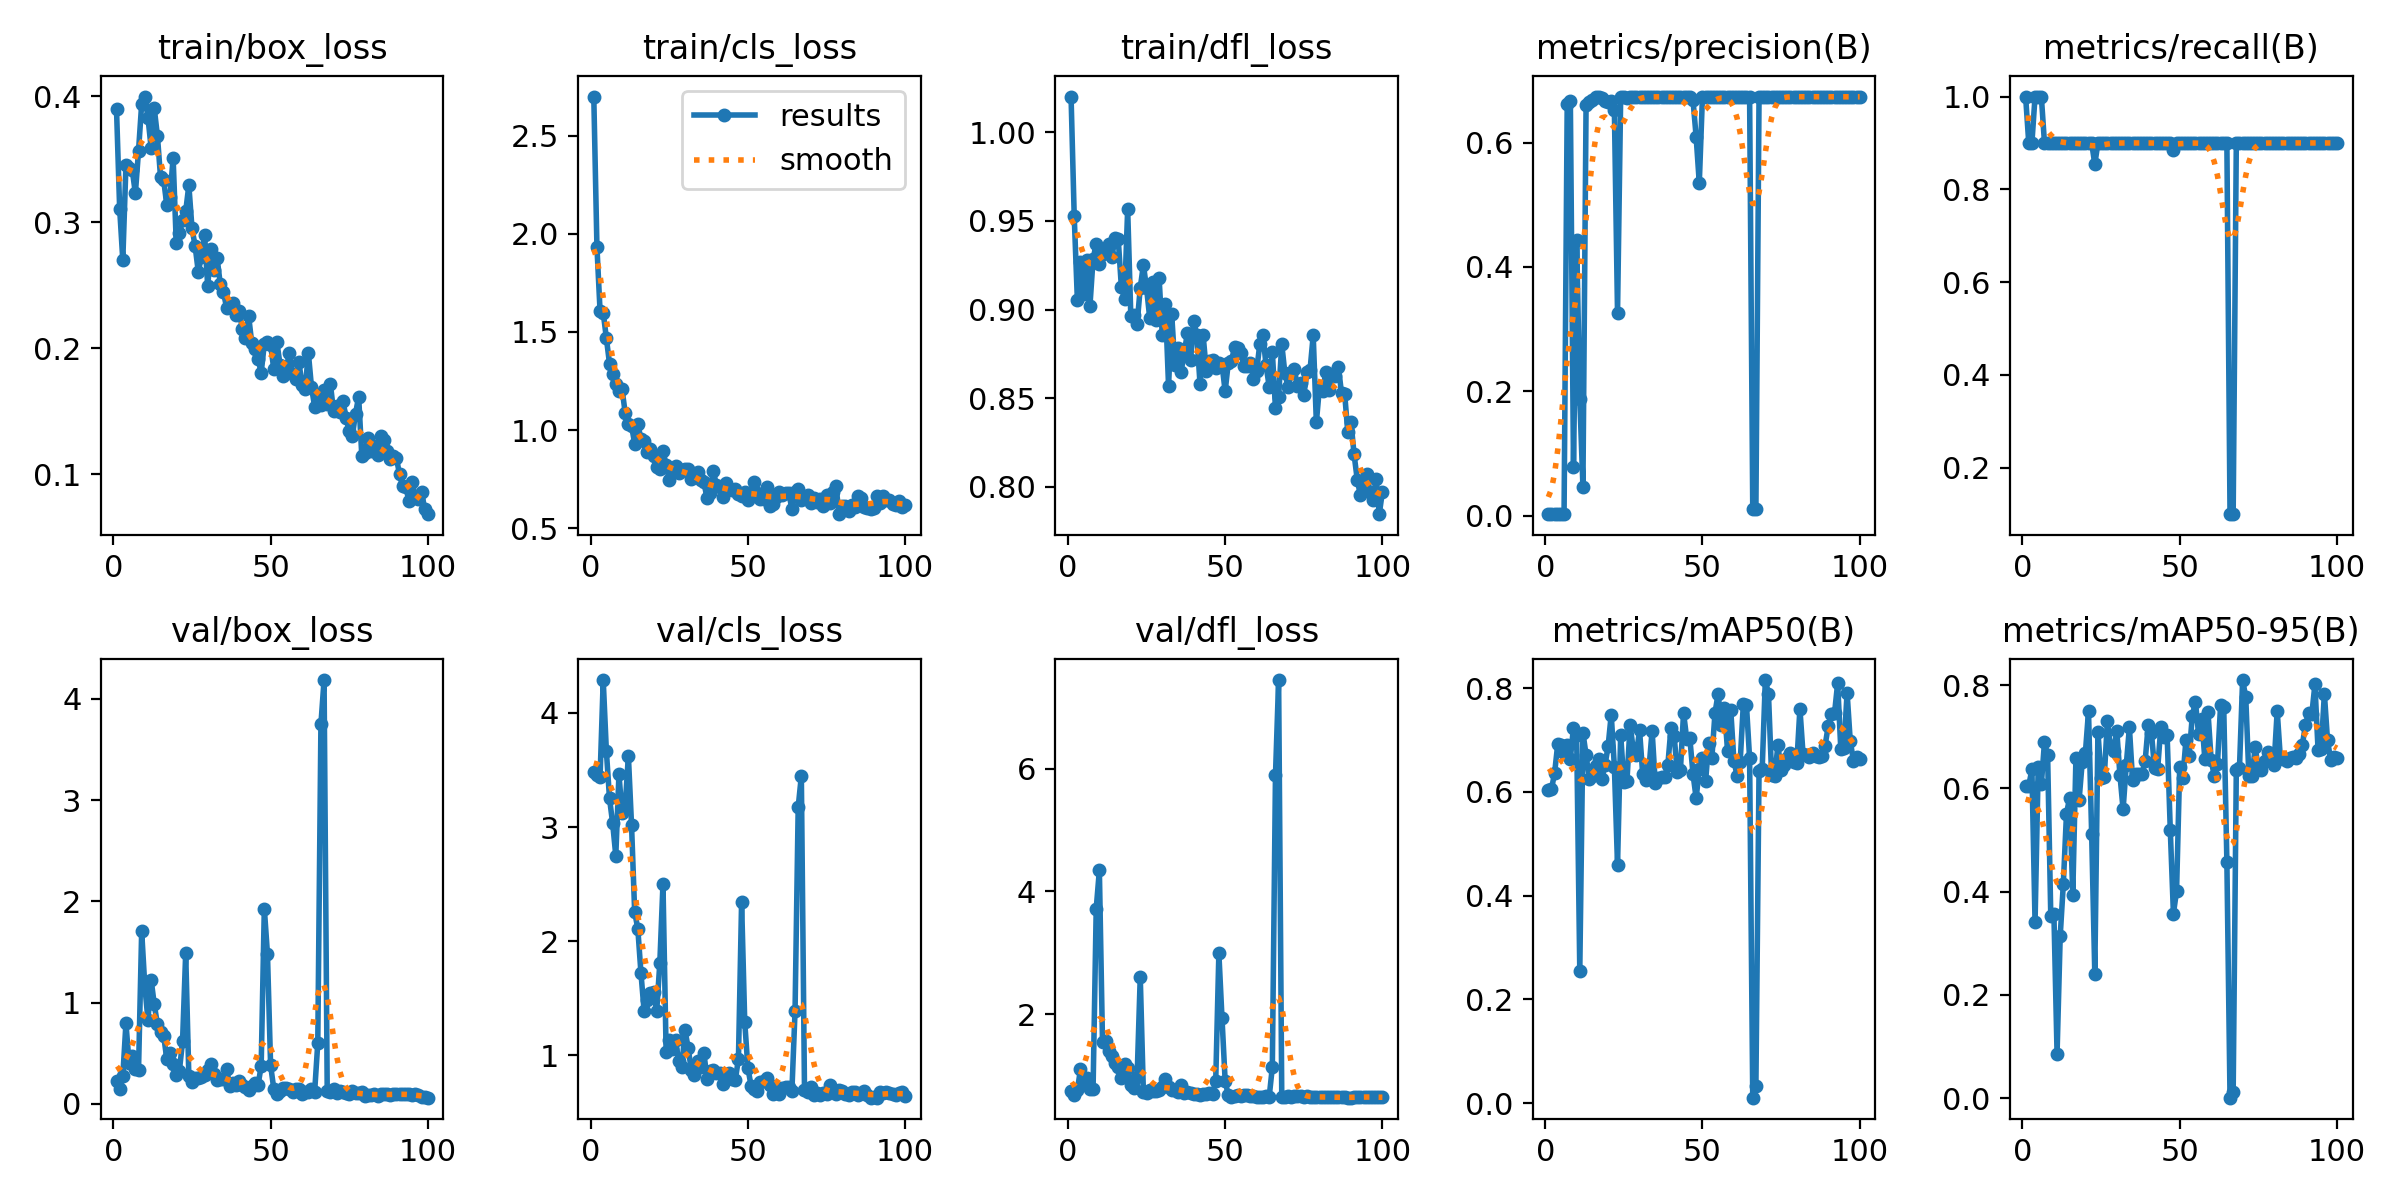 train/box_loss
0.4
0.3
0.2
0.1
0 50 100
train/cls_loss
results
smooth
2.5
2.0
1.5
1.0
0.5
0 50 100
train/dfl_loss
1.00
0.95
0.90
0.85
0.80
0 50 100
metrics/precision(B)
0.6
0.4
0.2
0.0
0 50 100
metrics/recall(B)
1.0
0.8
0.6
0.4
0.2
0 50 100
val/box_loss
4
3
2
1
0
0 50 100
val/cls_loss
4
3
2
1
0 50 100
val/dfl_loss
6
4
2
0 50 100
metrics/mAP50(B)
0.8
0.6
0.4
0.2
0.0
0 50 100
metrics/mAP50-95(B)
0.8
0.6
0.4
0.2
0.0
0 50 100